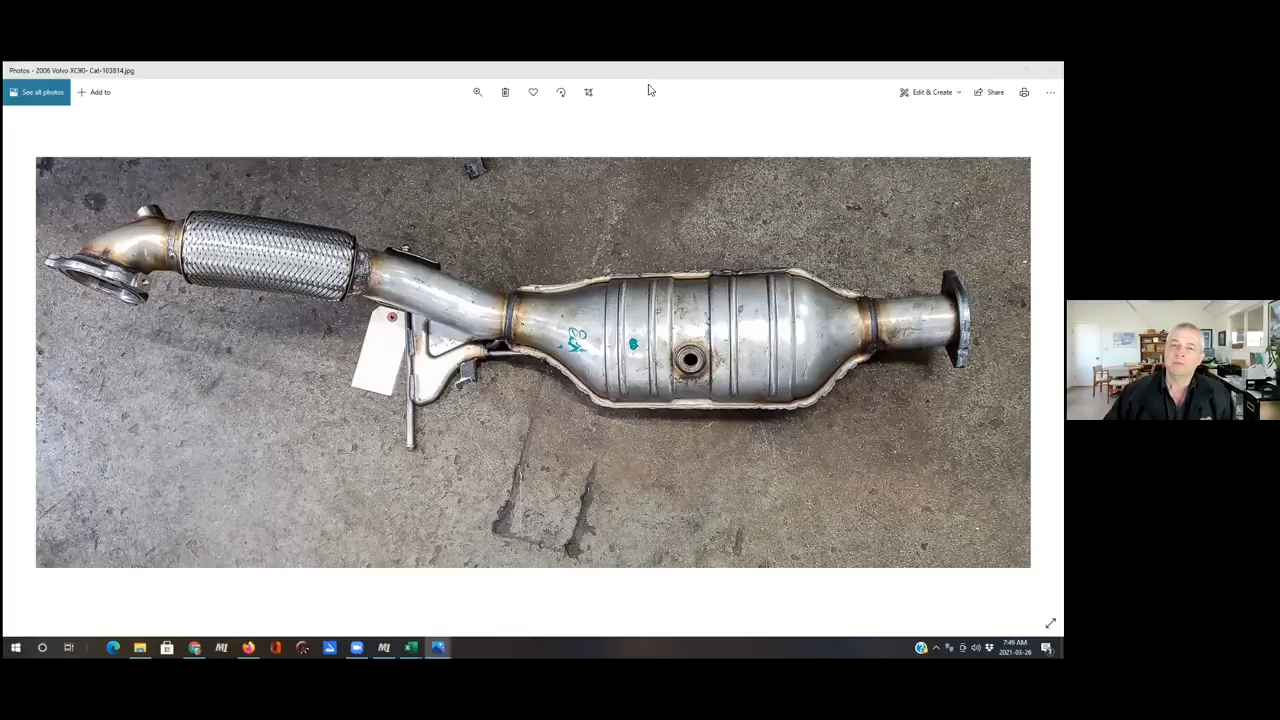 Photos - 2006 Volvo XC90- Cat-103814.jpg
See all photos
Add to
Edit & Create
Share
7:49 AM
2021-03-26